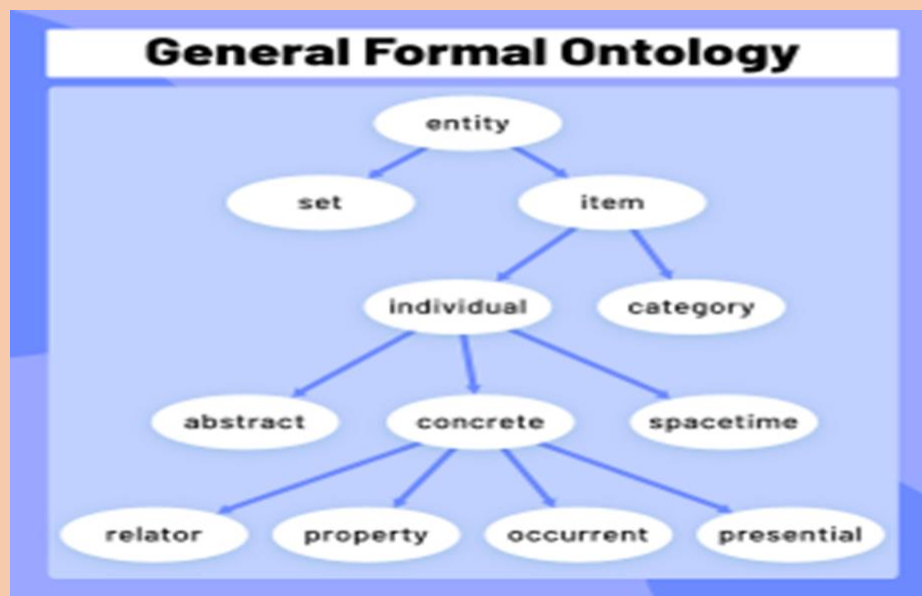 General Formal Ontology
entity
set item
individual category
abstract concrete spacetime
relator property occurrent presential